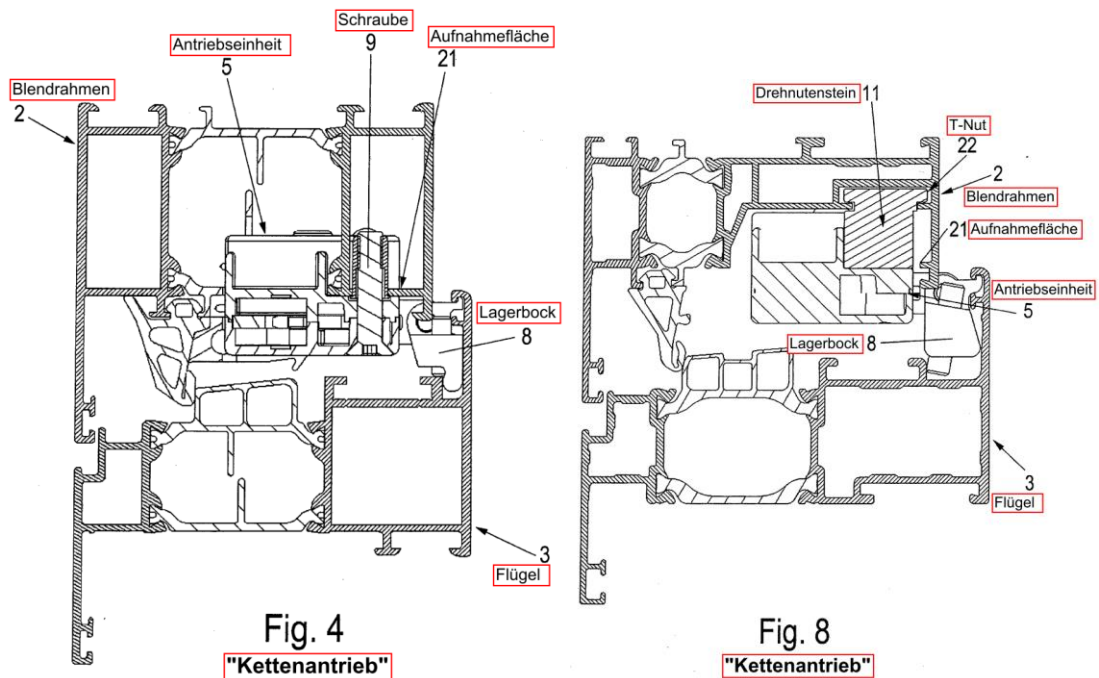 Schraube
9
Antriebseinheit
5
Aufnahmefläche
21
Blendrahmen
2
Lagerbock
8
3
Flügel
Fig. 4
"Kettenantrieb"
Drehnutenstein 11
T-Nut
22
2
Blendrahmen
21 Aufnahmefläche
Antriebseinheit
5
Lagerbock 8
3
Flügel
Fig. 8
"Kettenantrieb"